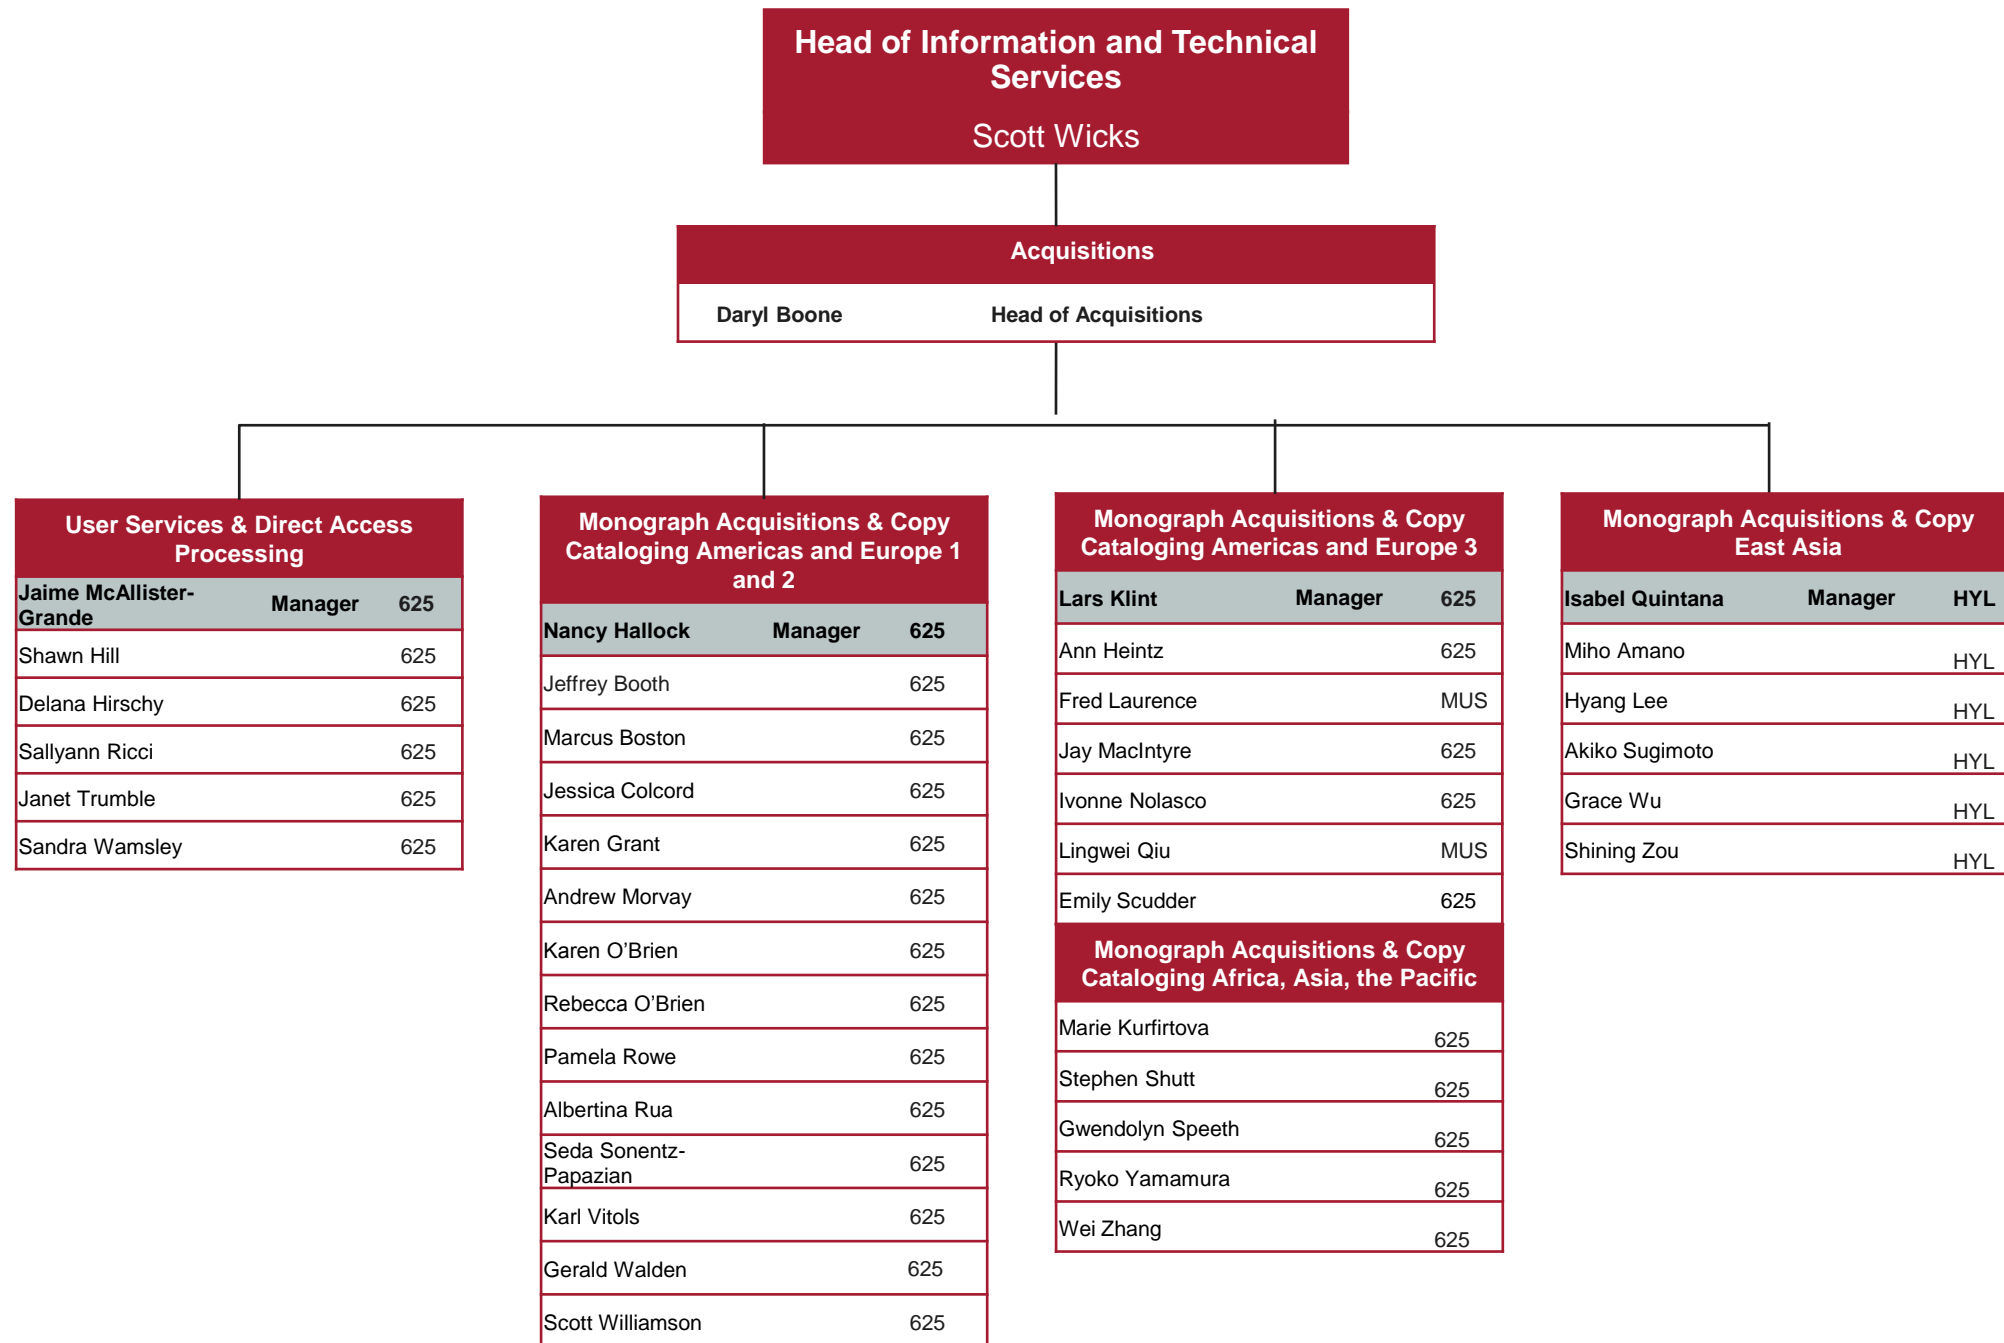 Head of Information and Technical
Services
Scott Wicks
Acquisitions
Daryl Boone Head of Acquisitions
User Services & Direct Access
Processing
Jaime McAllister-
Grande Manager 625
Shawn Hill 625
Delana Hirschy 625
Sallyann Ricci 625
Janet Trumble 625
Sandra Wamsley 625
Monograph Acquisitions & Copy
Cataloging Americas and Europe 1
and 2
Nancy Hallock Manager 625
Jeffrey Booth 625
Marcus Boston 625
Jessica Colcord 625
Karen Grant 625
Andrew Morvay 625
Karen O’Brien 625
Rebecca O’Brien 625
Pamela Rowe 625
Albertina Rua 625
Seda Sonentz-
Papazian 625
Karl Vitols 625
Gerald Walden 625
Scott Williamson 625
Monograph Acquisitions & Copy
Cataloging Americas and Europe 3
Lars Klint Manager 625
Ann Heintz 625
Fred Laurence MUS
Jay MacIntyre 625
Ivonne Nolasco 625
Lingwei Qiu MUS
Emily Scudder 625
Monograph Acquisitions & Copy
Cataloging Africa, Asia, the Pacific
Marie Kurfirtova 625
Stephen Shutt 625
Gwendolyn Speeth 625
Ryoko Yamamura 625
Wei Zhang 625
Monograph Acquisitions & Copy
East Asia
Isabel Quintana Manager HYL
Miho Amano HYL
Hyang Lee HYL
Akiko Sugimoto HYL
Grace Wu HYL
Shining Zou HYL